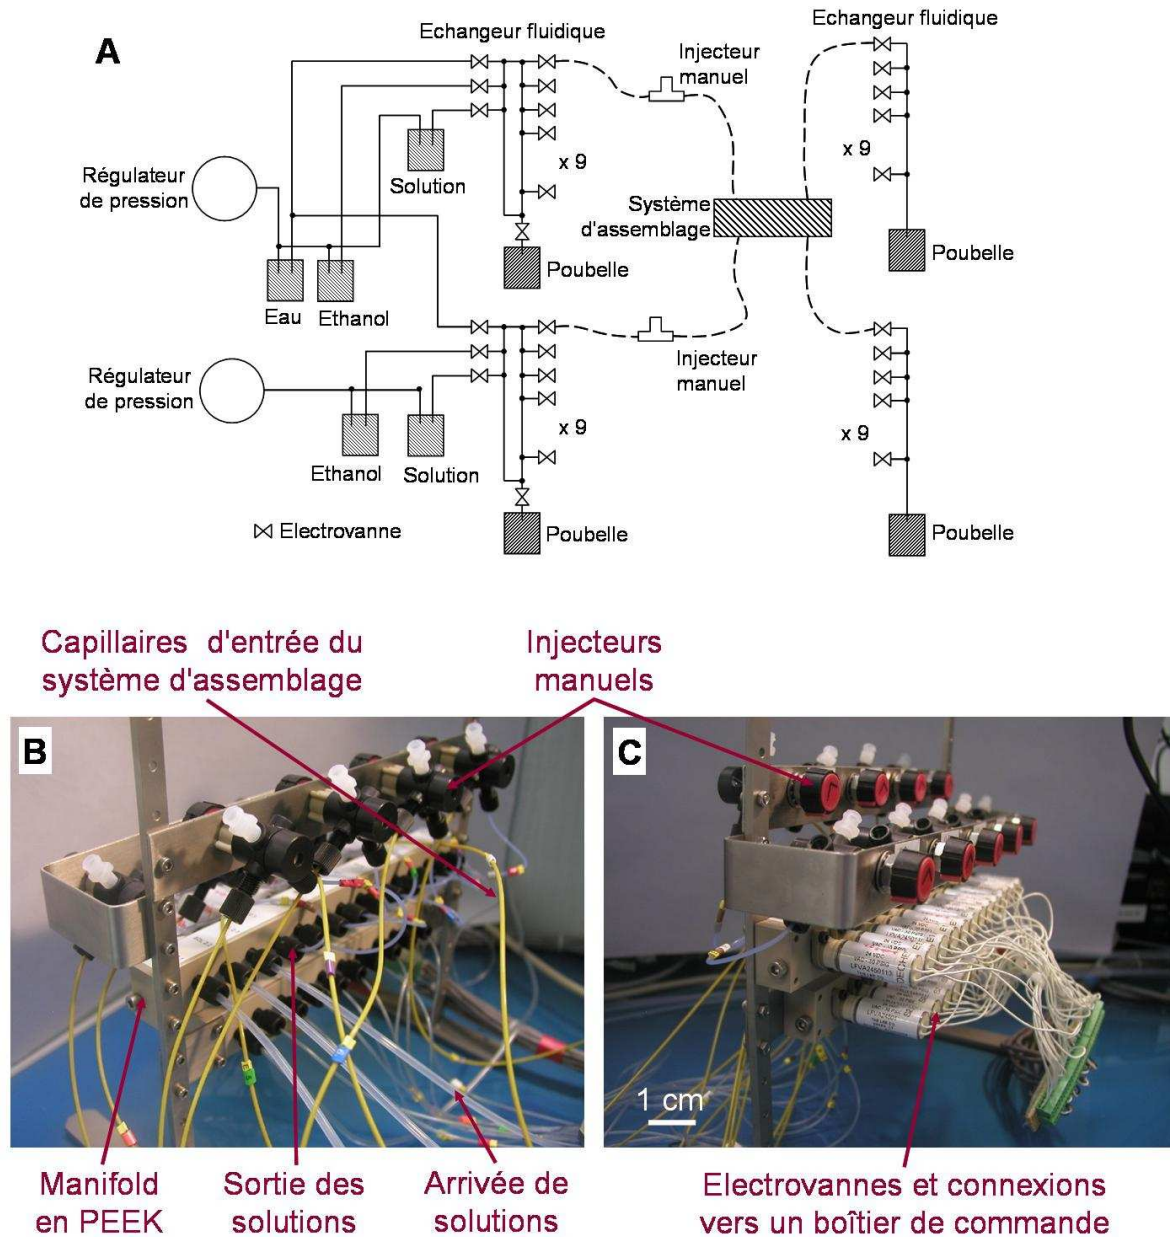 A
Echangeur fluidique
Echangeur fluidique
Injecteur
manuel
x 9
x 9
Régulateur
de pression
Solution
Système
d'assemblage
Eau
Ethanol
Poubelle
Poubelle
Injecteur
manuel
Régulateur
de pression
x 9
x 9
Ethanol
Solution
Electrovanne
Poubelle
Poubelle
Capillaires d'entrée du
système d'assemblage
Injecteurs
manuels
B
C
1 cm
Manifold
en PEEK
Sortie des
solutions
Arrivée de
solutions
Electrovannes et connexions
vers un boîtier de commande